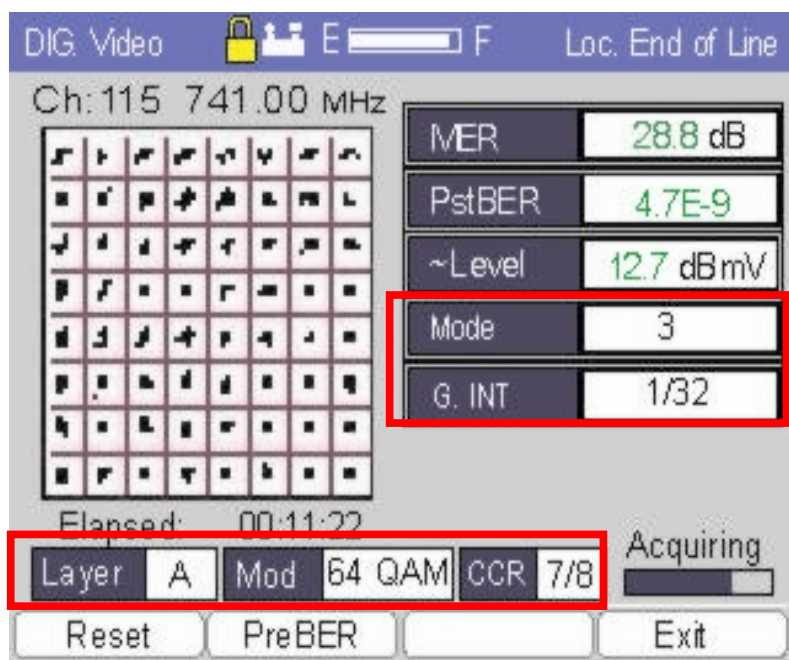 DIG. Video E F Loc. End of Line
Ch: 115 741.00 MHz
MER 28.8 dB
PstBER 4.7E-9
~Level 12.7 dBmV
Mode 3
G. INT 1/32
Elapsed: 00:11:22
Acquiring
Layer A Mod 64 QAM CCR 7/8
Reset PreBER Exit